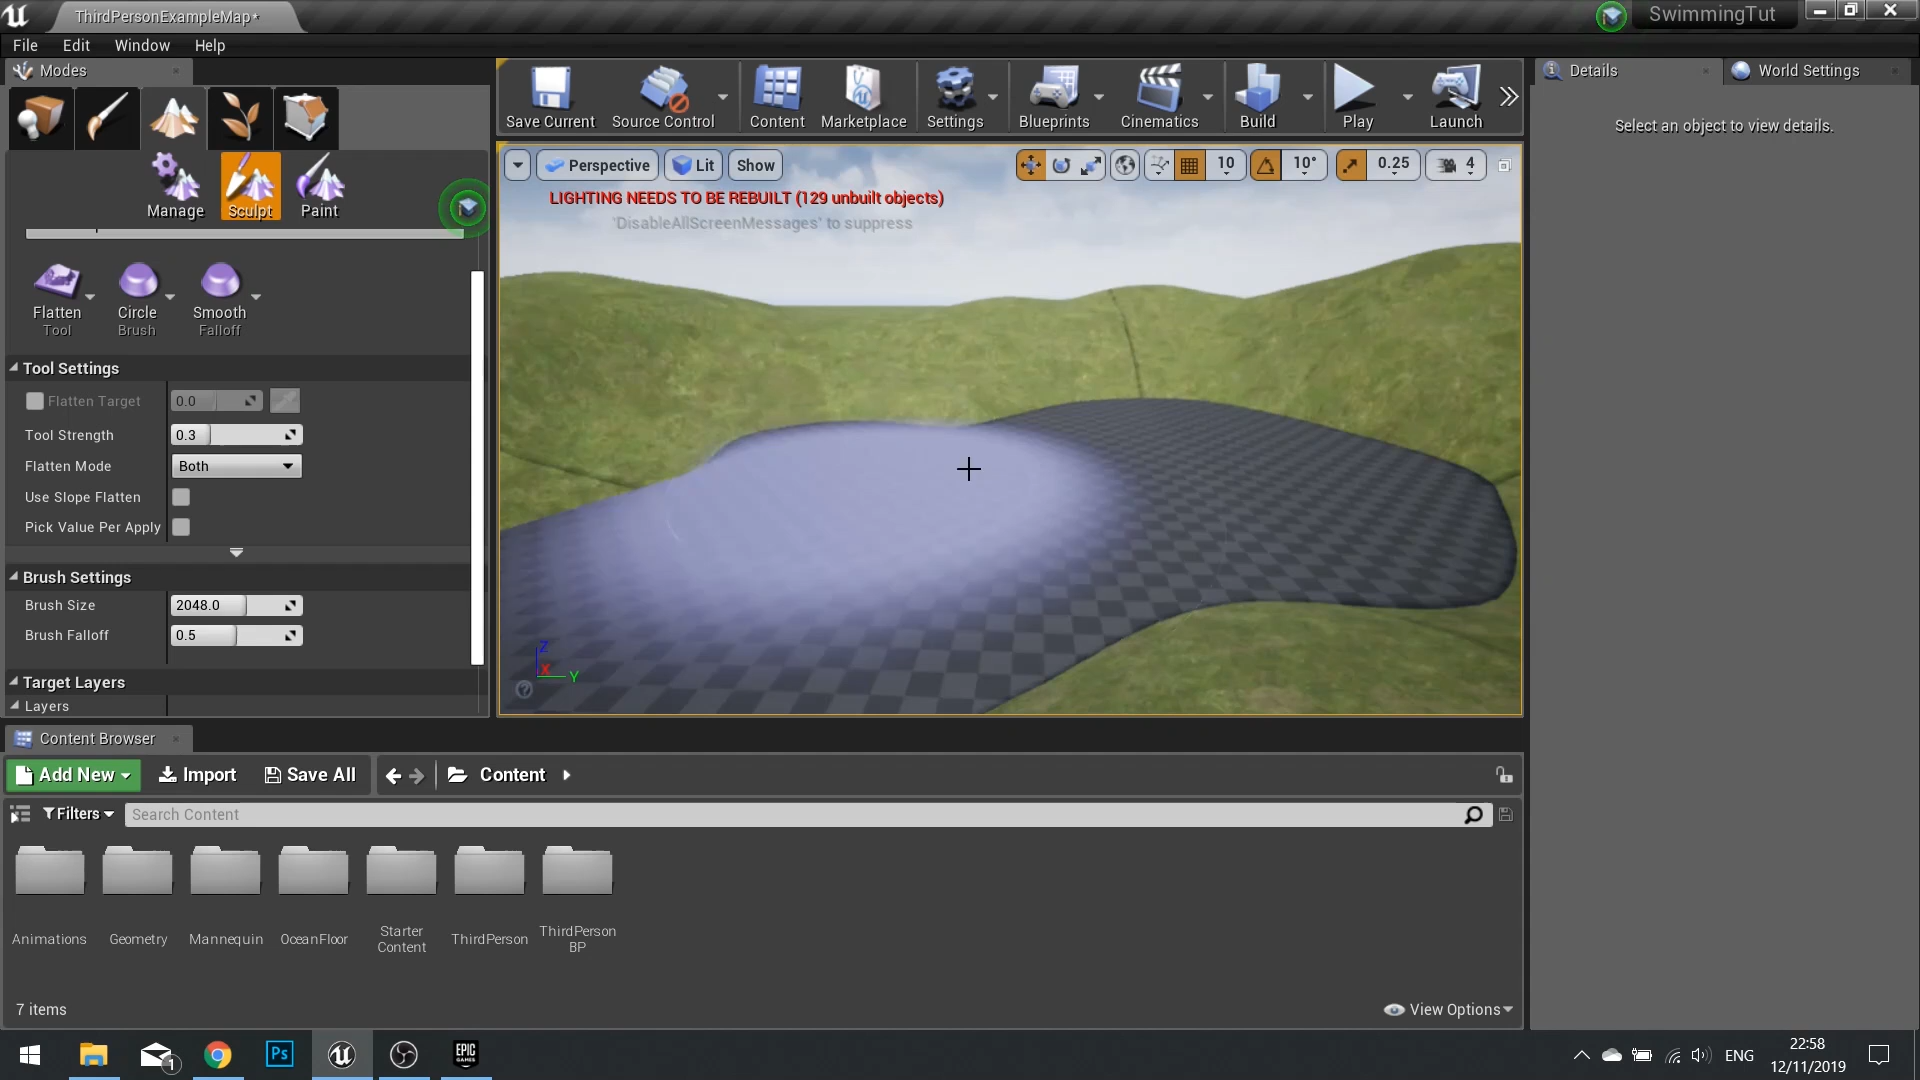 ThirdPersonExampleMap*
SwimmingTut
File Edit Window Help
Modes
Details
World Settings
Save Current
Source Control
Content
Marketplace
Settings
Blueprints
Cinematics
Build
Play
Launch
Select an object to view details.
Manage
Sculpt
Paint
Perspective
Lit
Show
10
10°
0.25
4
LIGHTING NEEDS TO BE REBUILT (129 unbuilt objects)
'DisableAllScreenMessages' to suppress
Flatten
Tool
Circle
Brush
Smooth
Falloff
Tool Settings
Flatten Target 0.0
Tool Strength 0.3
Flatten Mode Both
Use Slope Flatten
Pick Value Per Apply
Brush Settings
Brush Size 2048.0
Brush Falloff 0.5
Target Layers
Layers
Z
X
Y
Content Browser
Add New
Import
Save All
Content
Filters
Search Content
Animations
Geometry
Mannequin
OceanFloor
Starter
Content
ThirdPerson
ThirdPerson
BP
7 items
View Options
1
Ps
EPIC
GAMES
ENG
22:58
12/11/2019